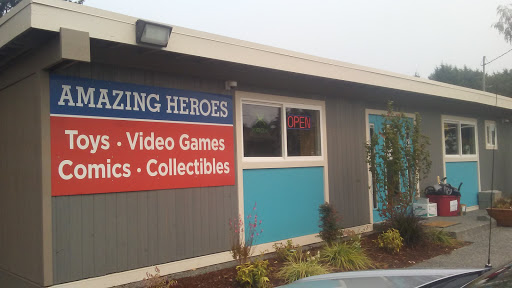 AMAZING HEROES
Toys · Video Games
Comics · Collectibles
OPEN